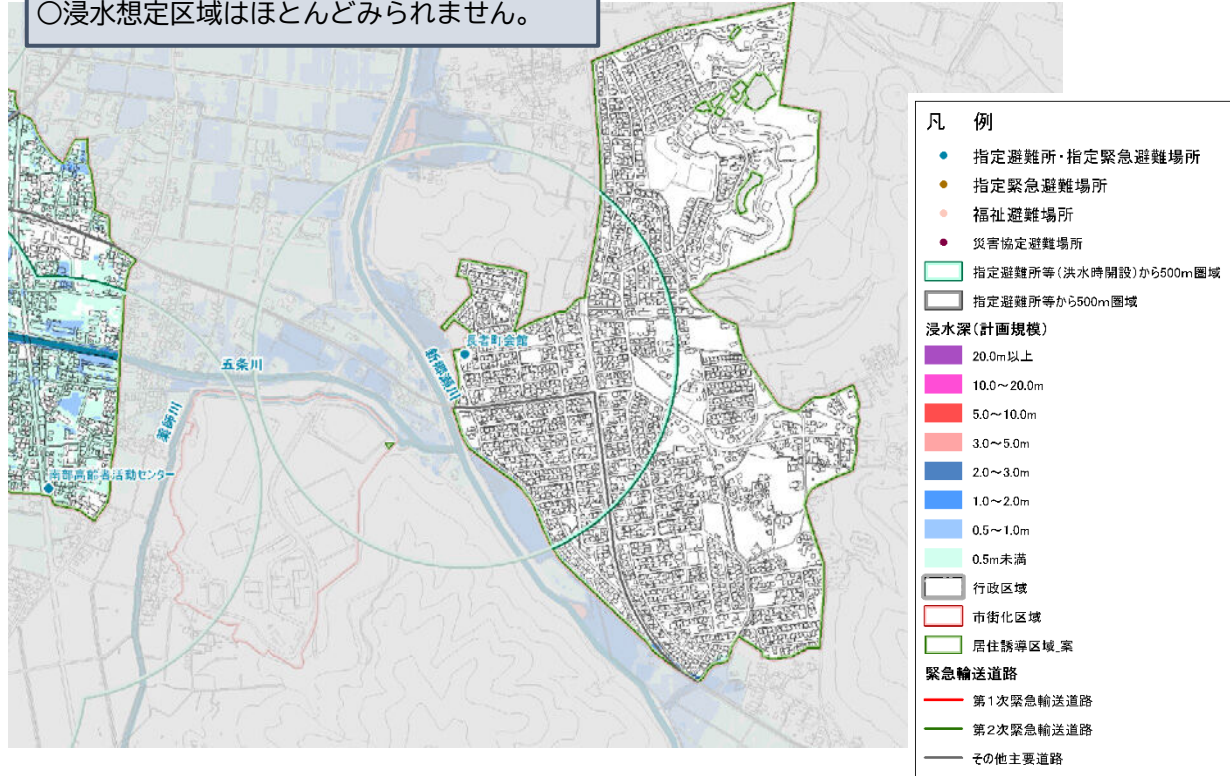 〇浸水想定区域はほとんどみられません。
長者町会館
五条川
新郷瀬川
薬師川
南部高齢者活動センター
凡 例
指定避難所・指定緊急避難場所
指定緊急避難場所
福祉避難場所
災害協定避難場所
指定避難所等(洪水時開設)から500m圏域
指定避難所等から500m圏域
浸水深(計画規模)
20.0m以上
10.0～20.0m
5.0～10.0m
3.0～5.0m
2.0～3.0m
1.0～2.0m
0.5～1.0m
0.5m未満
行政区域
市街化区域
居住誘導区域_案
緊急輸送道路
第1次緊急輸送道路
第2次緊急輸送道路
その他主要道路